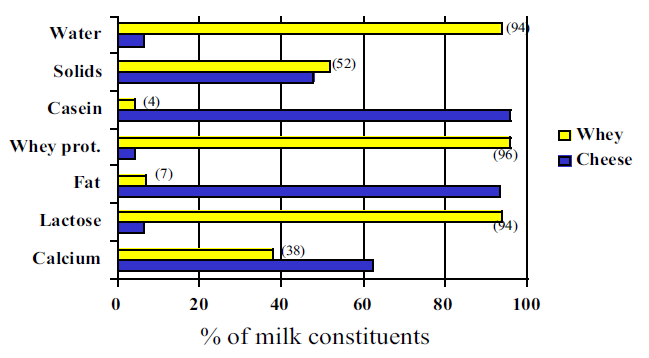 Water (94)
Solids (52)
Casein (4)
Whey prot. (96)
Fat (7)
Lactose (94)
Calcium (38)
Whey
Cheese
0 20 40 60 80 100
% of milk constituents